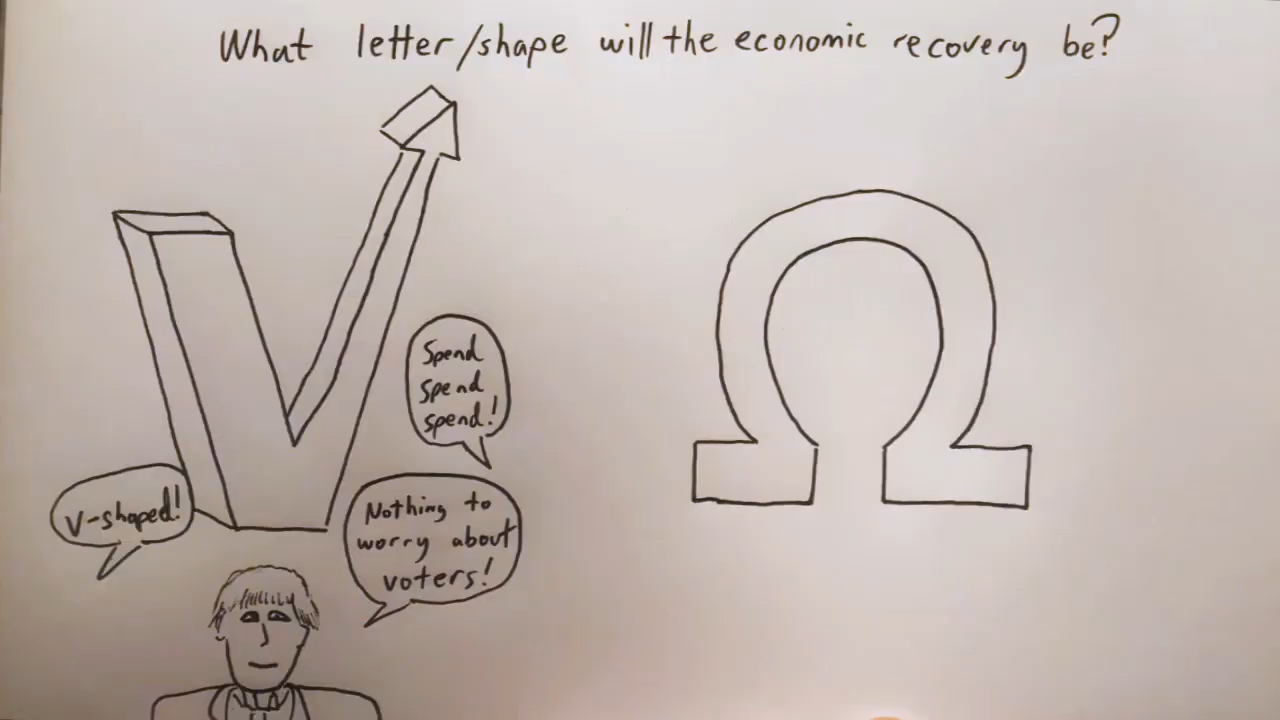 What letter/shape will the economic recovery be?
V
Ω
Spend
spend
spend!
V-shaped!
Nothing to
worry about
voters!